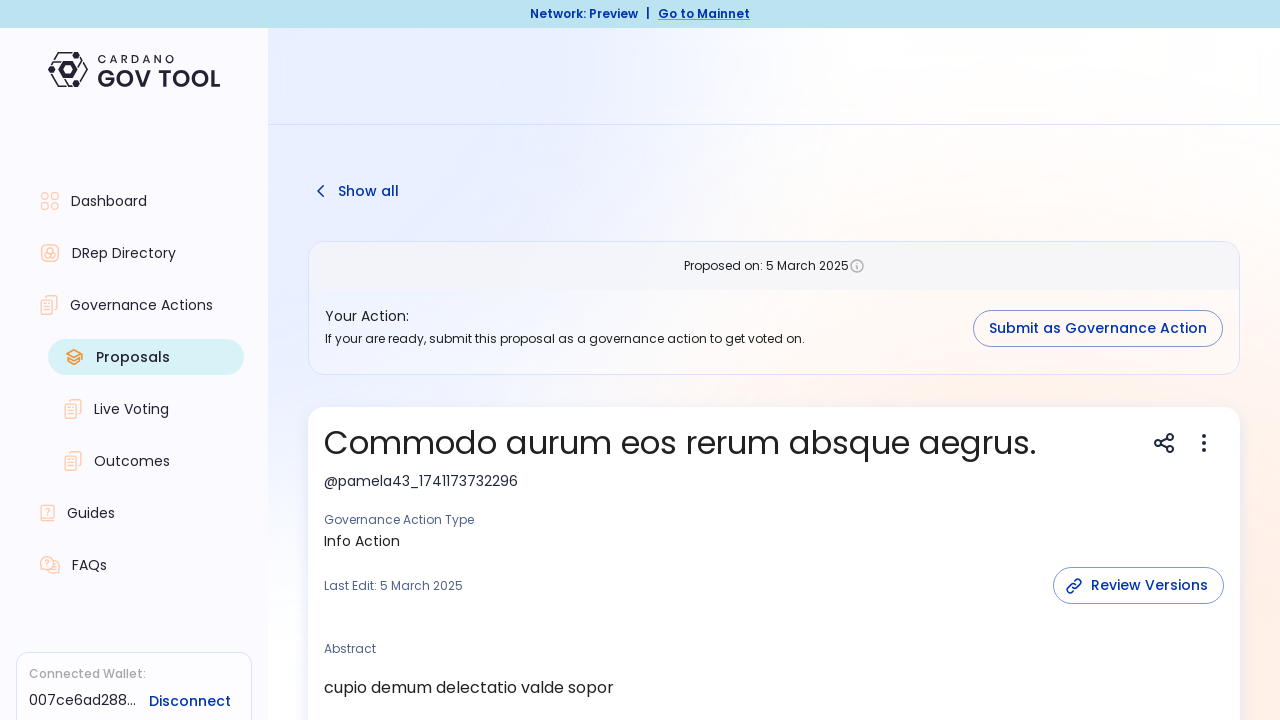 Network: Preview | Go to Mainnet
CARDANO
GOV TOOL
Dashboard
DRep Directory
Governance Actions
Proposals
Live Voting
Outcomes
Guides
FAQs
Connected Wallet:
007ce6ad288... Disconnect
Show all
Proposed on: 5 March 2025
Your Action:
If your are ready, submit this proposal as a governance action to get voted on.
Submit as Governance Action
Commodo aurum eos rerum absque aegrus.
@pamela43_1741173732296
Governance Action Type
Info Action
Last Edit: 5 March 2025
Review Versions
Abstract
cupio demum delectatio valde sopor